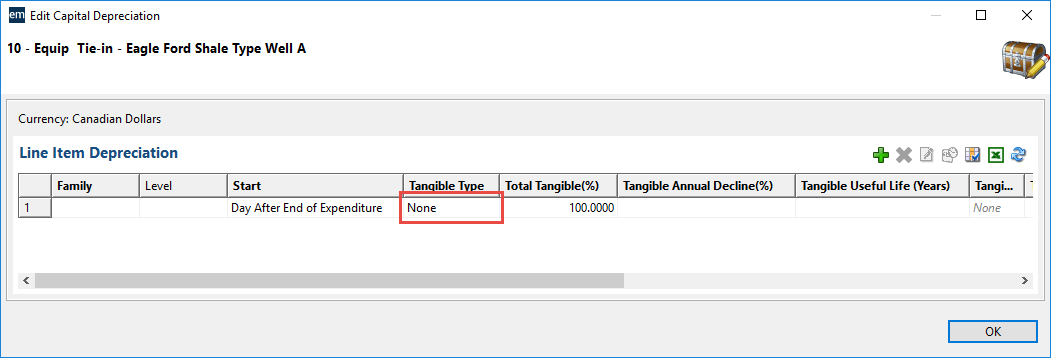 em Edit Capital Depreciation
10 - Equip Tie-in - Eagle Ford Shale Type Well A
Currency: Canadian Dollars
Line Item Depreciation
Family Level Start Tangible Type Total Tangible(%) Tangible Annual Decline(%) Tangible Useful Life (Years) Tangi... T
1 Day After End of Expenditure None 100.0000 None
OK